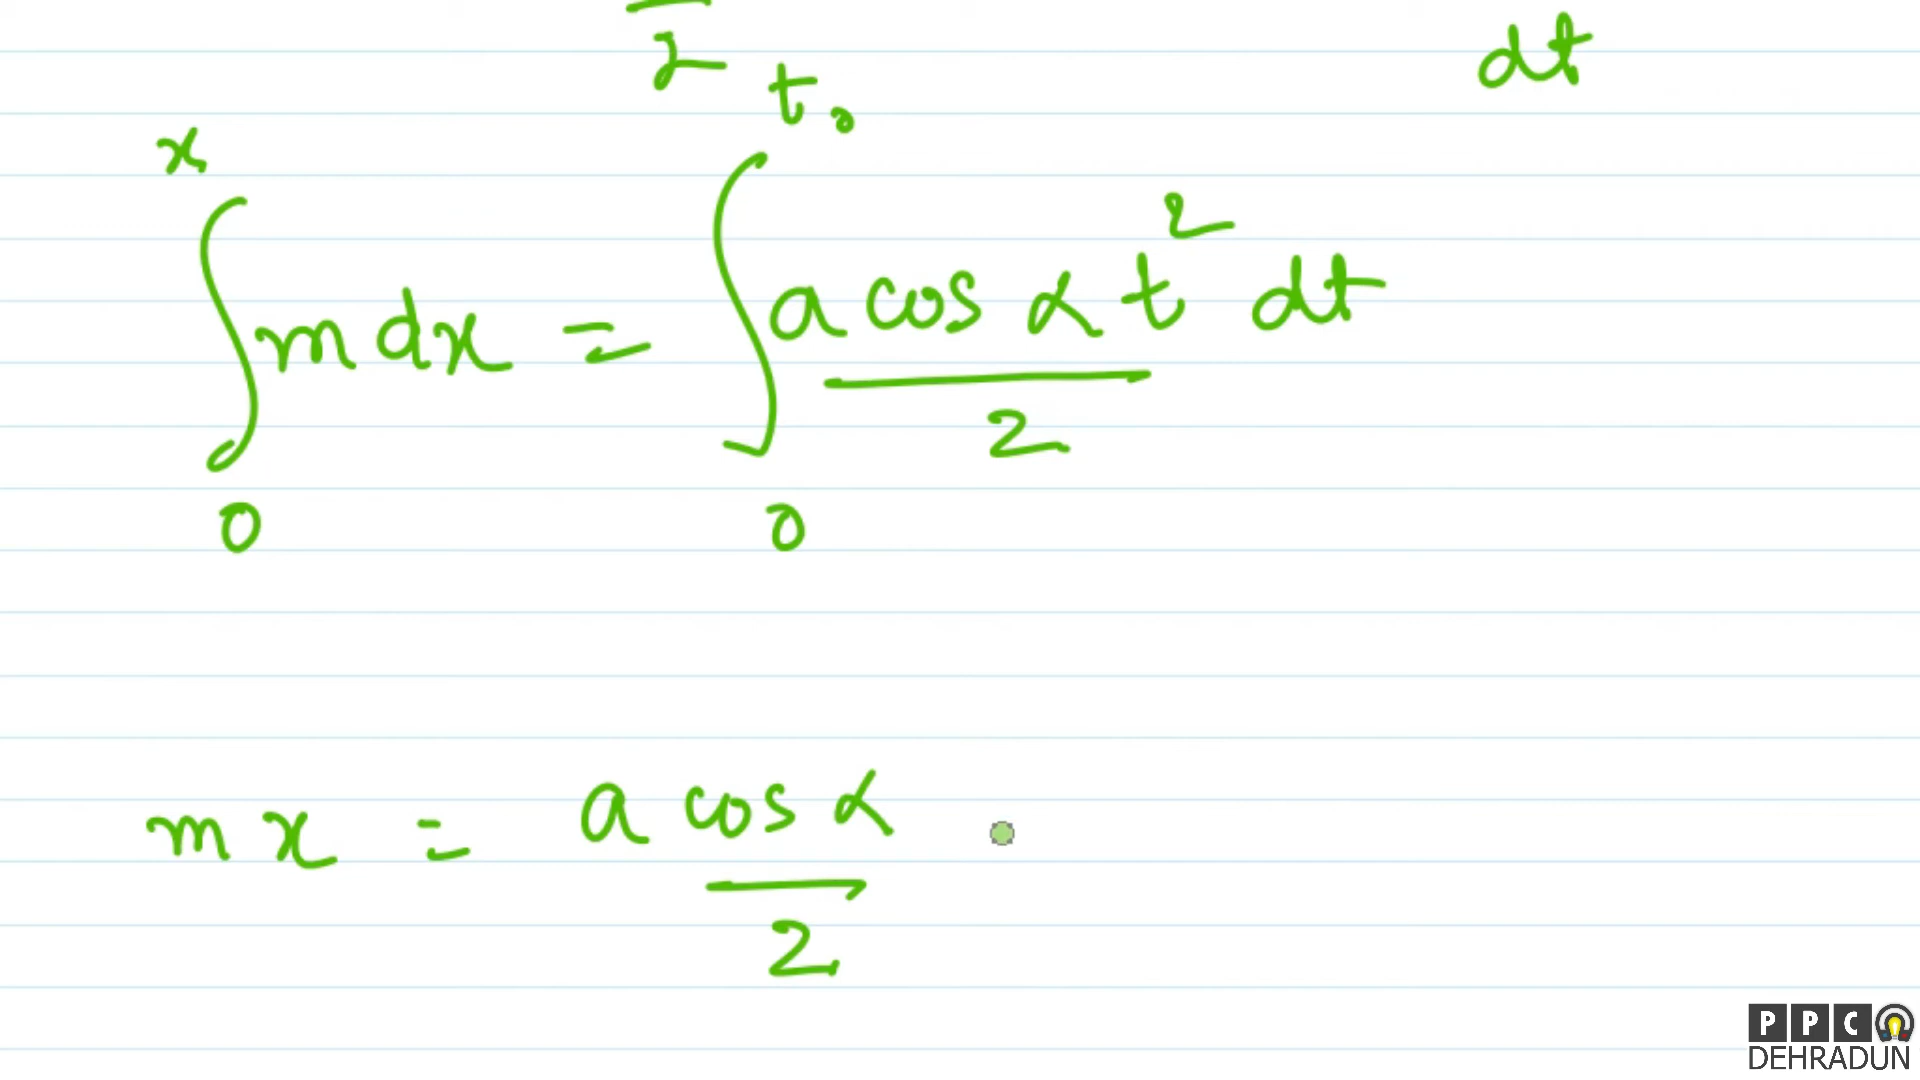 2 dt
x t₀
∫ m dx = ∫ a cos α t² dt
2
0 0
m x = a cos α
2
PPC
DEHRADUN